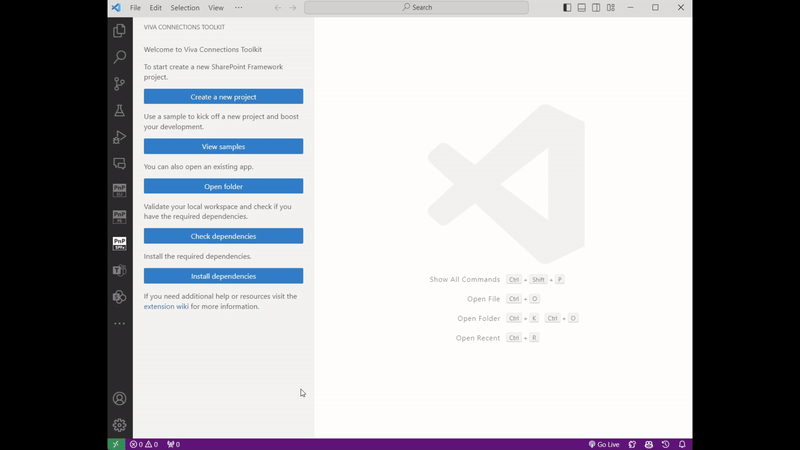 File Edit Selection View ···
Search
VIVA CONNECTIONS TOOLKIT
Welcome to Viva Connections Toolkit
To start create a new SharePoint Framework
project.
Create a new project
Use a sample to kick off a new project and boost
your development.
View samples
You can also open an existing app.
Open folder
Validate your local workspace and check if you
have the required dependencies.
Check dependencies
Install the required dependencies.
Install dependencies
If you need additional help or resources visit the
extension wiki for more information.
PnP
PnP
PS
PnP
SPFx
Show All Commands Ctrl + Shift + P
Open File Ctrl + O
Open Folder Ctrl + K Ctrl + O
Open Recent Ctrl + R
0 0 0
Go Live